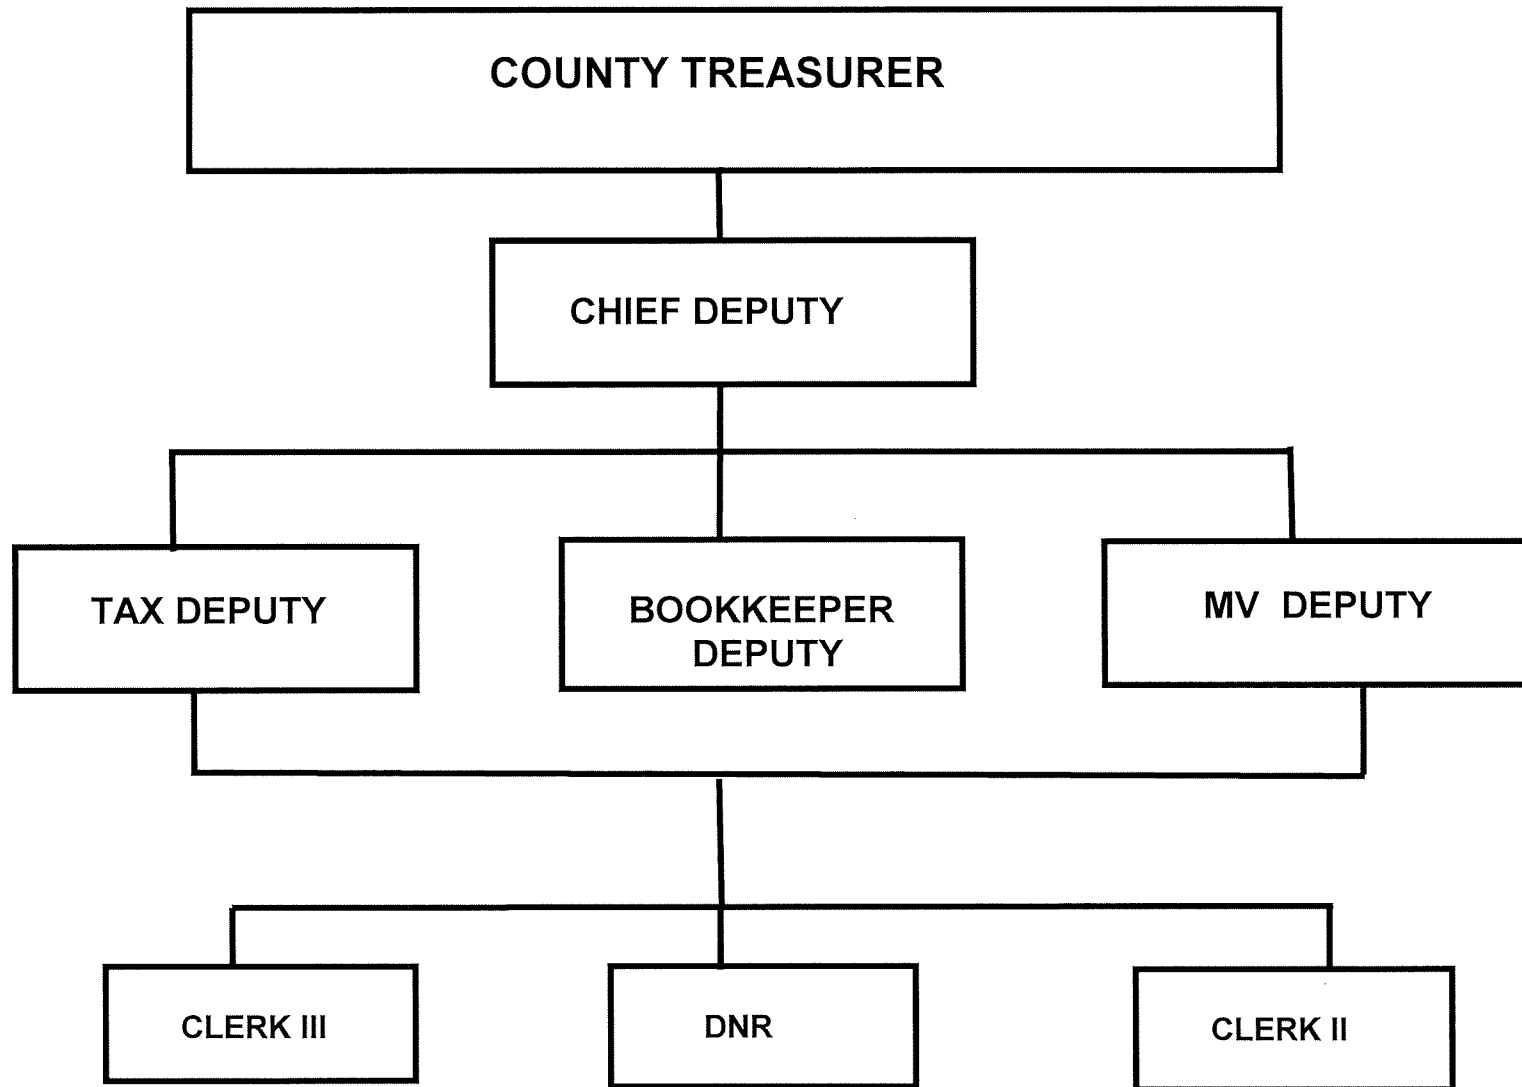 COUNTY TREASURER
CHIEF DEPUTY
TAX DEPUTY
BOOKKEEPER
DEPUTY
MV DEPUTY
CLERK III
DNR
CLERK II